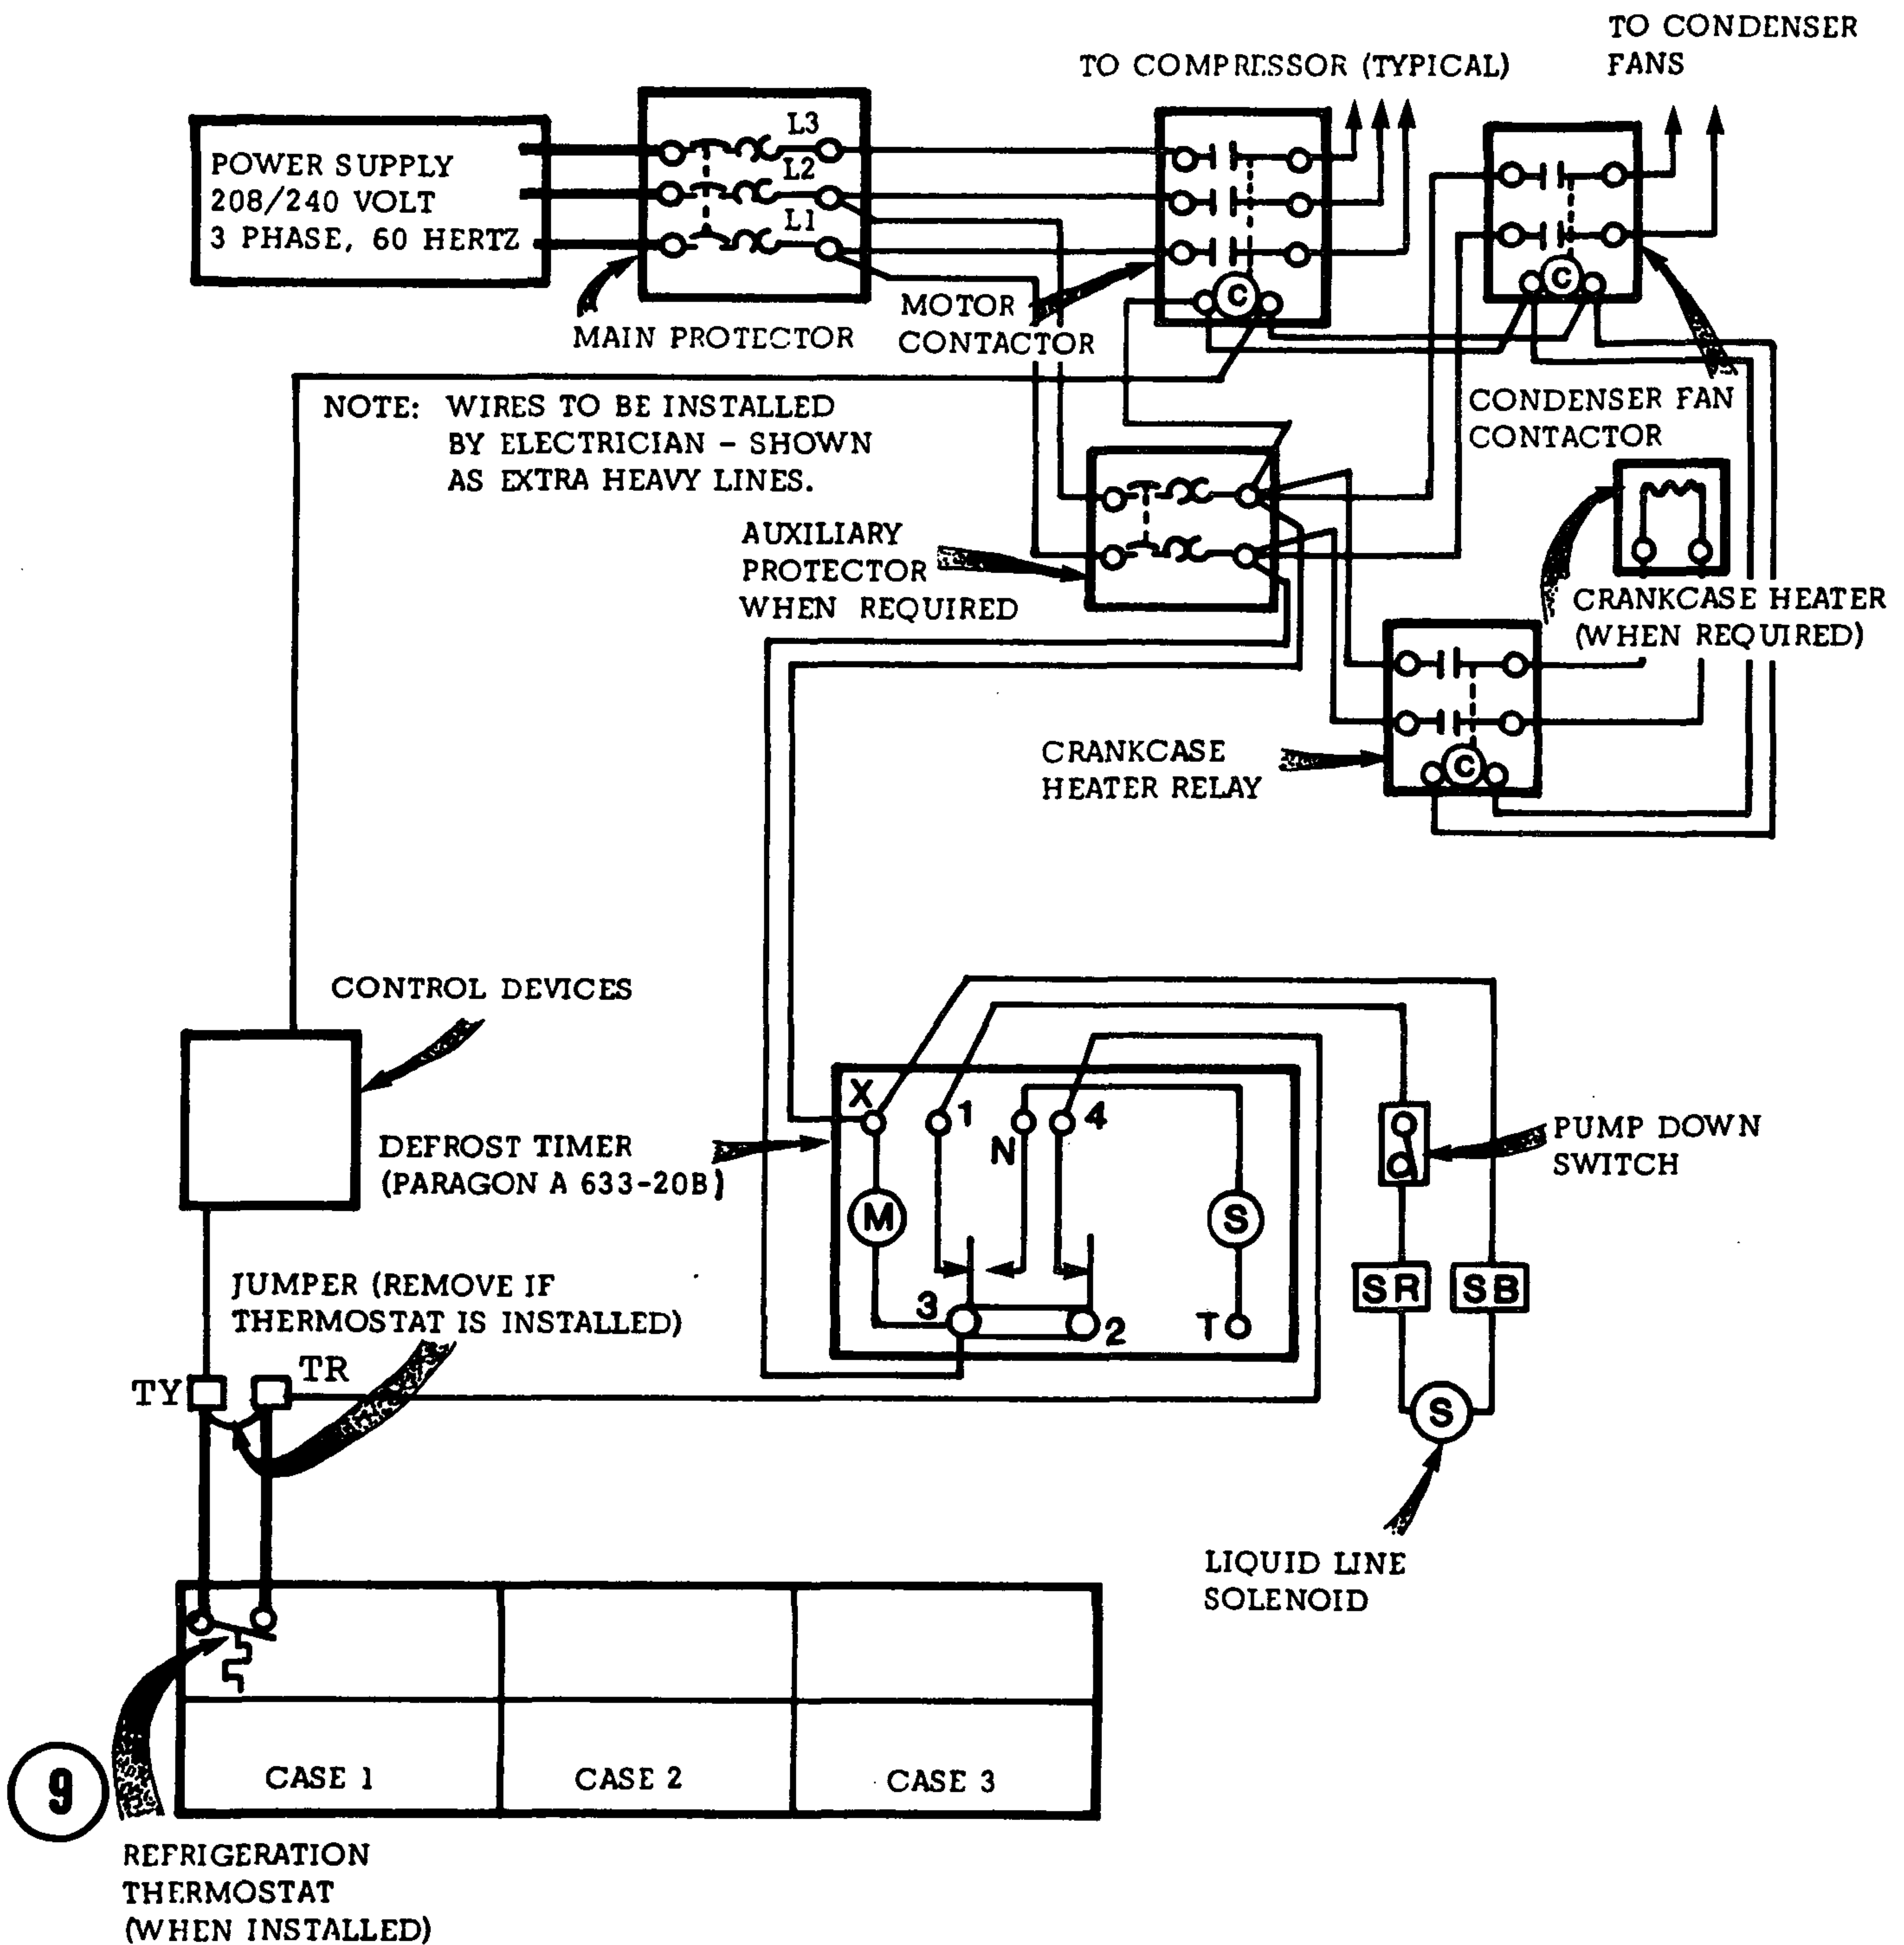 TO CONDENSER
FANS
TO COMPRESSOR (TYPICAL)
POWER SUPPLY
208/240 VOLT
3 PHASE, 60 HERTZ
L3
L2
L1
C
C
MAIN PROTECTOR
MOTOR
CONTACTOR
NOTE: WIRES TO BE INSTALLED
BY ELECTRICIAN - SHOWN
AS EXTRA HEAVY LINES.
CONDENSER FAN
CONTACTOR
AUXILIARY
PROTECTOR
WHEN REQUIRED
CRANKCASE HEATER
(WHEN REQUIRED)
CRANKCASE
HEATER RELAY
C
CONTROL DEVICES
DEFROST TIMER
(PARAGON A 633-20B)
X
1
N
4
M
S
3
2
T
PUMP DOWN
SWITCH
SR
SB
S
JUMPER (REMOVE IF
THERMOSTAT IS INSTALLED)
TY
TR
LIQUID LINE
SOLENOID
CASE 1
CASE 2
CASE 3
9
REFRIGERATION
THERMOSTAT
(WHEN INSTALLED)